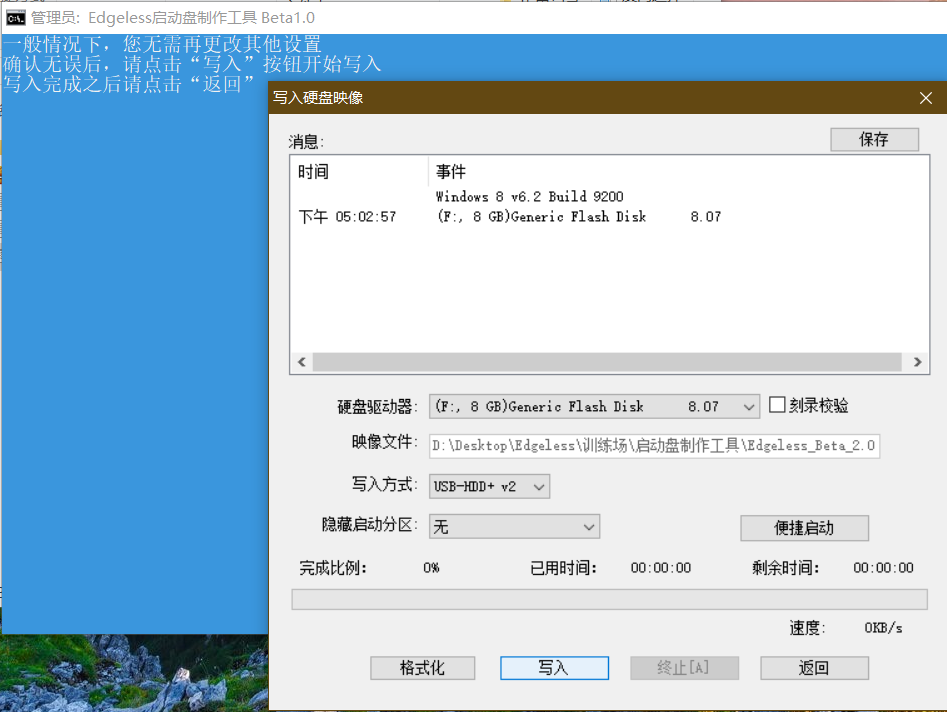 管理员: Edgeless启动盘制作工具 Beta1.0
一般情况下，您无需再更改其他设置
确认无误后，请点击“写入”按钮开始写入
写入完成之后请点击“返回”
写入硬盘映像
消息:
保存
时间 事件
Windows 8 v6.2 Build 9200
下午 05:02:57 (F:, 8 GB)Generic Flash Disk 8.07
硬盘驱动器: (F:, 8 GB)Generic Flash Disk 8.07 刻录校验
映像文件: D:\Desktop\Edgeless\训练场\启动盘制作工具\Edgeless_Beta_2.0
写入方式: USB-HDD+ v2
隐藏启动分区: 无 便捷启动
完成比例: 0% 已用时间: 00:00:00 剩余时间: 00:00:00
速度: 0KB/s
格式化 写入 终止[A] 返回